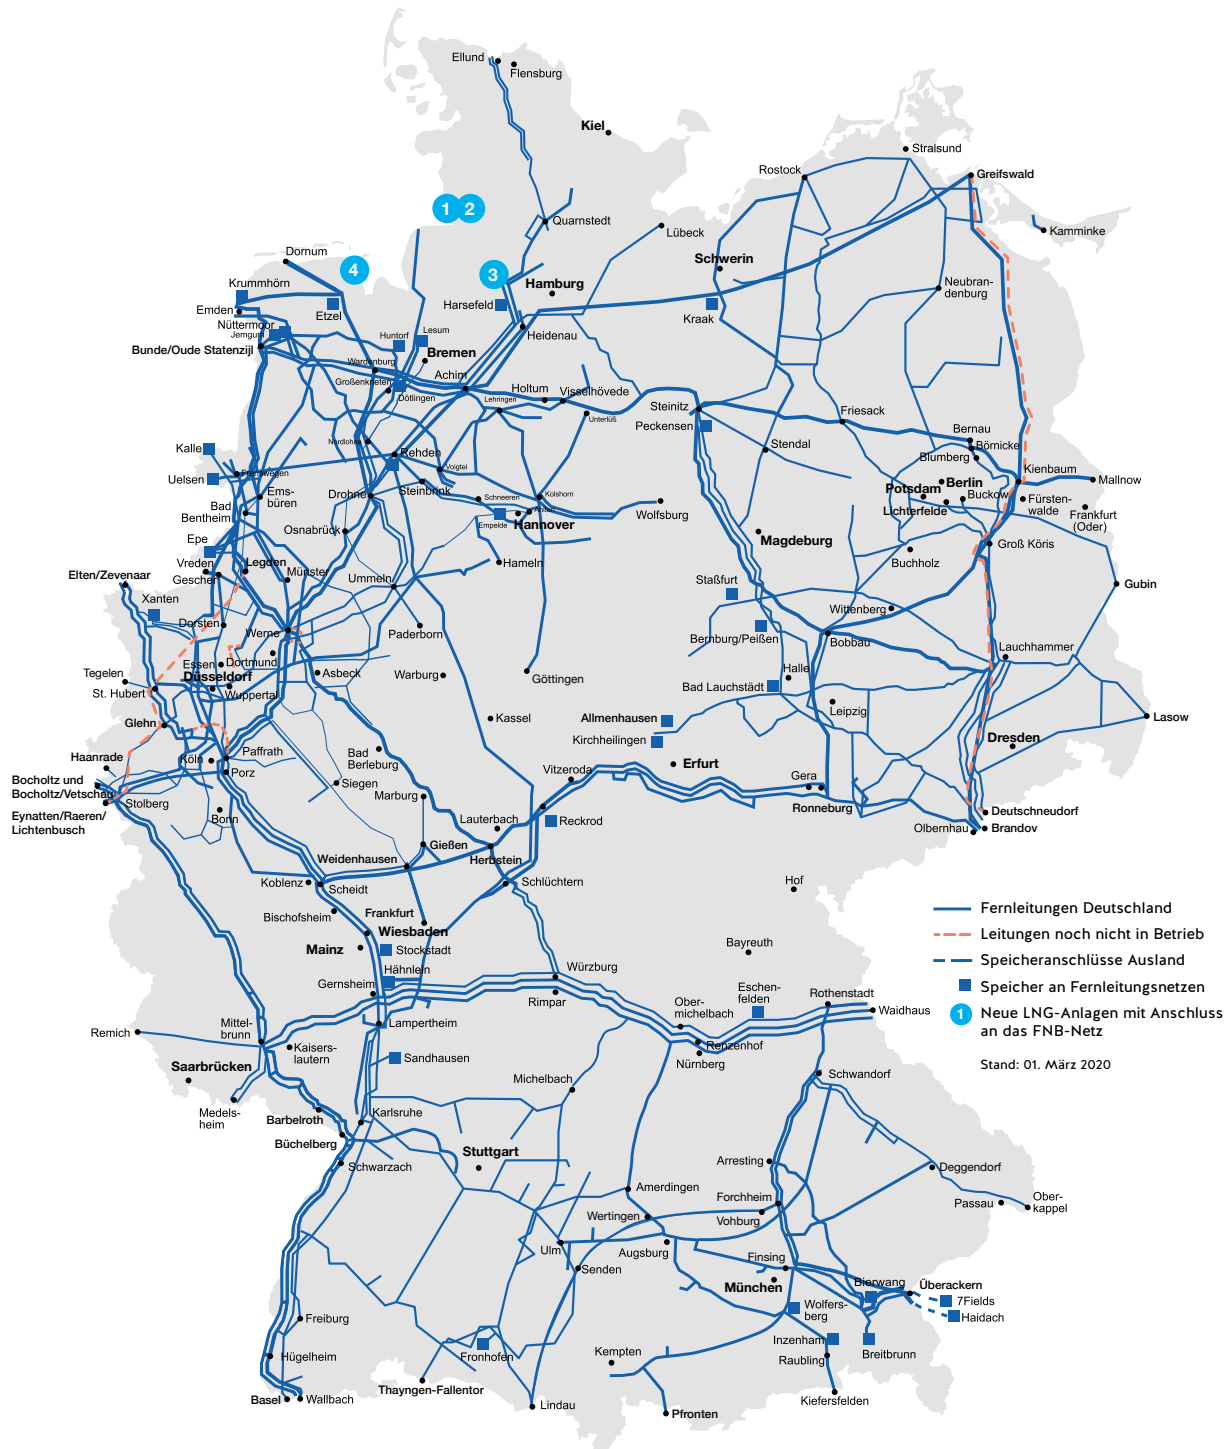 Ellund
Flensburg
Kiel
Stralsund
Rostock
Greifswald
1
2
Quarnstedt
Lübeck
Kamminke
Dornum
4
3
Schwerin
Krummhörn
Hamburg
Neubran-
denburg
Emden
Etzel
Harsefeld
Kraak
Nüttermoor
Jemgum
Huntorf
Lesum
Heidenau
Bunde/Oude Statenzijl
Bremen
Wardenburg
Achim
Großenkneten
Dötlingen
Holtum
Visselhövede
Lehringen
Unterlüß
Steinitz
Friesack
Peckensen
Bernau
Börnicke
Blumberg
Nordlohne
Stendal
Kalle
Rehden
Voigtei
Kienbaum
Uelsen
Frenswegen
Mallnow
Ems-
büren
Drohne
Steinbrink
Schneeren
Kolshorn
Potsdam
Berlin
Buckow
Lichterfelde
Fürsten-
walde
Bad
Bentheim
Empelde
Ahlten
Hannover
Wolfsburg
Frankfurt
(Oder)
Osnabrück
Magdeburg
Epe
Groß Köris
Vreden
Legden
Hameln
Buchholz
Gescher
Münster
Ummeln
Elten/Zevenaar
Staßfurt
Gubin
Xanten
Wittenberg
Dorsten
Werne
Paderborn
Bernburg/Peißen
Bobbau
Lauchhammer
Essen
Dortmund
Tegelen
Düsseldorf
Asbeck
Warburg
Göttingen
Halle
St. Hubert
Wuppertal
Bad Lauchstädt
Glehn
Kassel
Allmenhausen
Leipzig
Lasow
Haanrade
Köln
Paffrath
Bad
Berleburg
Kirchheilingen
Dresden
Porz
Bocholtz und
Bocholtz/Vetschau
Siegen
Vitzeroda
Erfurt
Gera
Stolberg
Marburg
Ronneburg
Eynatten/Raeren/
Lichtenbusch
Bonn
Lauterbach
Reckrod
Deutschneudorf
Olbernhau
Brandov
Gießen
Weidenhausen
Herbstein
Koblenz
Scheidt
Schlüchtern
Hof
Bischofsheim
Frankfurt
Fernleitungen Deutschland
Wiesbaden
Leitungen noch nicht in Betrieb
Mainz
Stockstadt
Bayreuth
Speicheranschlüsse Ausland
Hähnlein
Würzburg
Gernsheim
Eschen-
felden
Speicher an Fernleitungsnetzen
Rimpar
Ober-
michelbach
Rothenstadt
1
Neue LNG-Anlagen mit Anschluss
an das FNB-Netz
Waidhaus
Remich
Mittel-
brunn
Lampertheim
Kaisers-
lautern
Renzenhof
Sandhausen
Nürnberg
Stand: 01. März 2020
Saarbrücken
Michelbach
Schwandorf
Medels-
heim
Barbelroth
Karlsruhe
Büchelberg
Stuttgart
Schwarzach
Arresting
Deggendorf
Amerdingen
Forchheim
Passau
Ober-
kappel
Wertingen
Vohburg
Ulm
Augsburg
Finsing
Senden
München
Bierwang
Überackern
7Fields
Wolfers-
berg
Haidach
Freiburg
Inzenham
Breitbrunn
Hügelheim
Fronhofen
Kempten
Raubling
Thayngen-Fallentor
Basel
Wallbach
Lindau
Pfronten
Kiefersfelden